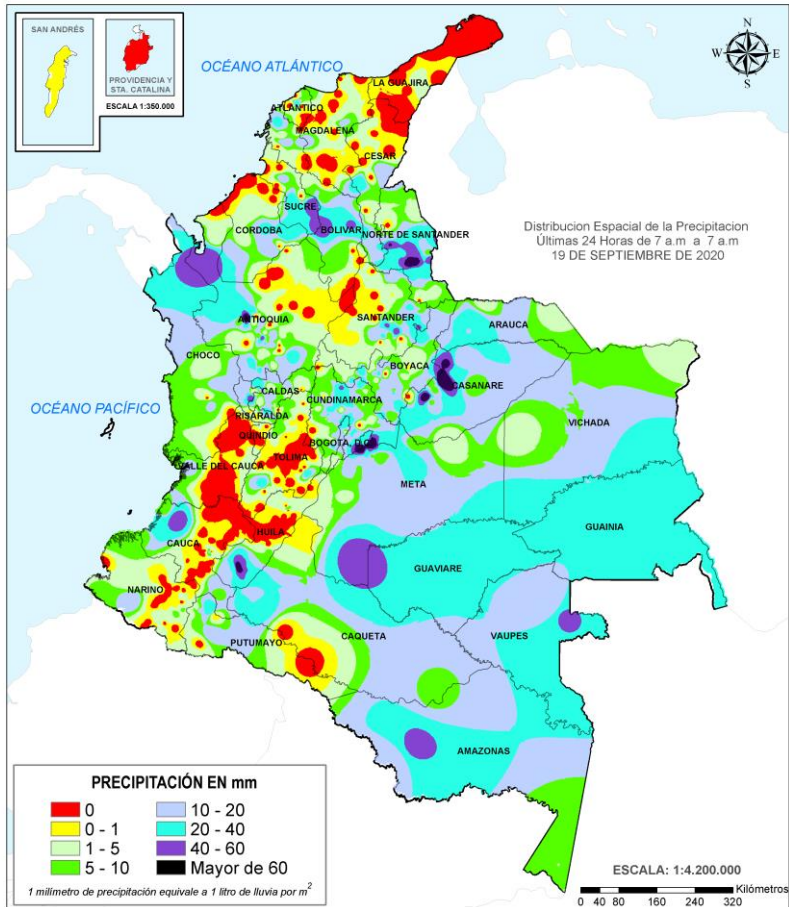 SAN ANDRÉS
PROVIDENCIA Y
STA. CATALINA
ESCALA 1:350.000
OCÉANO ATLÁNTICO
N
W
E
S
LA GUAJIRA
ATLANTICO
MAGDALENA
CESAR
SUCRE
CORDOBA
BOLIVAR
NORTE DE SANTANDER
Distribucion Espacial de la Precipitacion
Últimas 24 Horas de 7 a.m a 7 a.m
19 DE SEPTIEMBRE DE 2020
ANTIOQUIA
SANTANDER
ARAUCA
CHOCO
BOYACA
CASANARE
CALDAS
CUNDINAMARCA
OCÉANO PACÍFICO
RISARALDA
VICHADA
QUINDIO
BOGOTA, D.C.
TOLIMA
VALLE DEL CAUCA
META
GUAINIA
HUILA
CAUCA
GUAVIARE
NARINO
PUTUMAYO
CAQUETA
VAUPES
AMAZONAS
PRECIPITACIÓN EN mm
0
10 - 20
0 - 1
20 - 40
1 - 5
40 - 60
5 - 10
Mayor de 60
1 milímetro de precipitación equivale a 1 litro de lluvia por m²
ESCALA: 1:4.200.000
Kilómetros
0 40 80 160 240 320